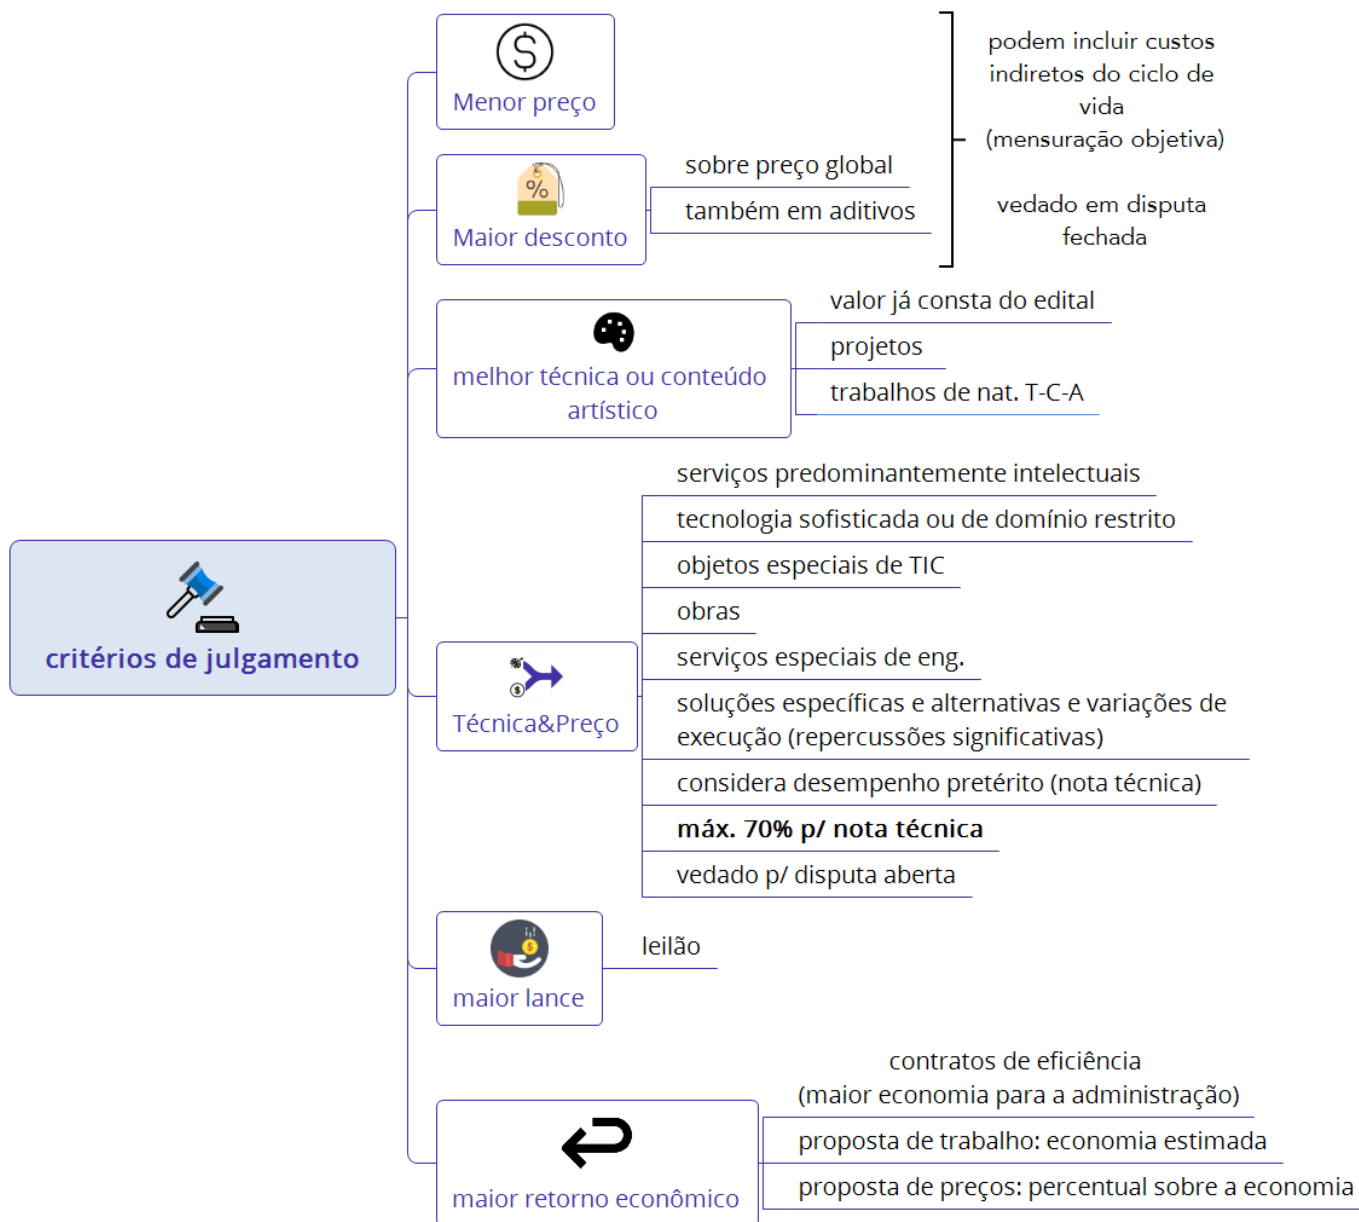 critérios de julgamento
$
Menor preço
%
Maior desconto
sobre preço global
também em aditivos
podem incluir custos
indiretos do ciclo de
vida
(mensuração objetiva)
vedado em disputa
fechada
melhor técnica ou conteúdo
artístico
valor já consta do edital
projetos
trabalhos de nat. T-C-A
$
Técnica&Preço
serviços predominantemente intelectuais
tecnologia sofisticada ou de domínio restrito
objetos especiais de TIC
obras
serviços especiais de eng.
soluções específicas e alternativas e variações de
execução (repercussões significativas)
considera desempenho pretérito (nota técnica)
máx. 70% p/ nota técnica
vedado p/ disputa aberta
$
maior lance
leilão
maior retorno econômico
contratos de eficiência
(maior economia para a administração)
proposta de trabalho: economia estimada
proposta de preços: percentual sobre a economia